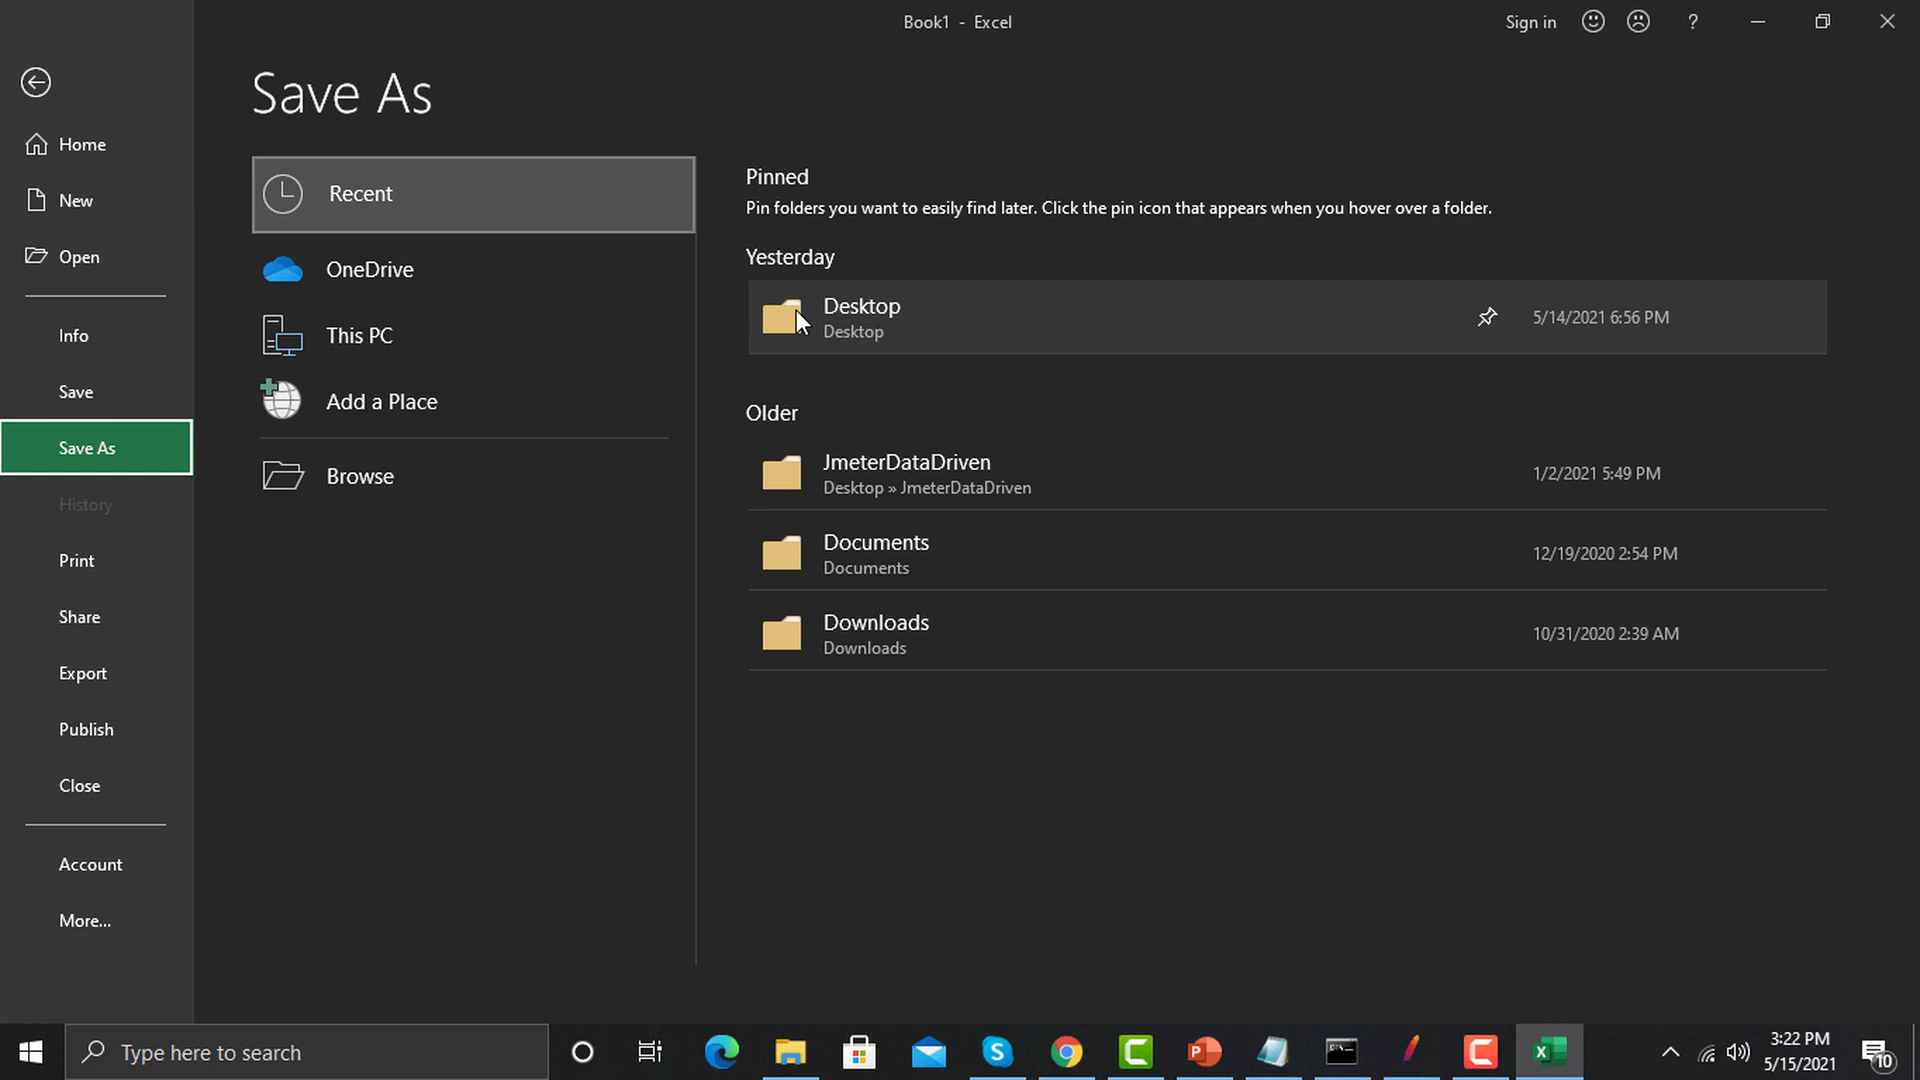 Book1 - Excel
Sign in
?
Save As
Home
New
Open
Info
Save
Save As
History
Print
Share
Export
Publish
Close
Account
More...
Recent
OneDrive
This PC
Add a Place
Browse
Pinned
Pin folders you want to easily find later. Click the pin icon that appears when you hover over a folder.
Yesterday
Desktop
Desktop
5/14/2021 6:56 PM
Older
JmeterDataDriven
Desktop » JmeterDataDriven
1/2/2021 5:49 PM
Documents
Documents
12/19/2020 2:54 PM
Downloads
Downloads
10/31/2020 2:39 AM
Type here to search
3:22 PM
5/15/2021
10